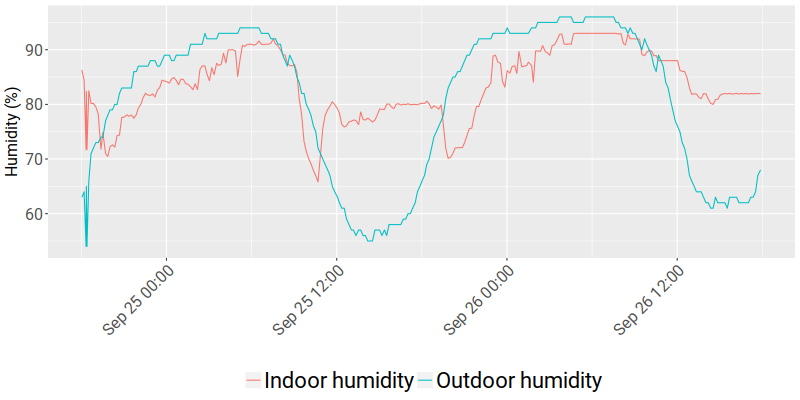 Humidity (%)
90
80
70
60
Sep 25 00:00
Sep 25 12:00
Sep 26 00:00
Sep 26 12:00
Indoor humidity
Outdoor humidity